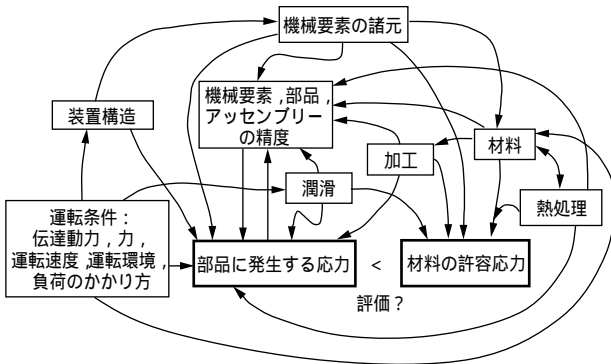 機械要素の諸元
機械要素，部品，
アッセンブリー
の精度
装置構造
材料
加工
潤滑
熱処理
運転条件：
伝達動力，力，
運転速度，運転環境，
負荷のかかり方
部品に発生する応力
<
材料の許容応力
評価？